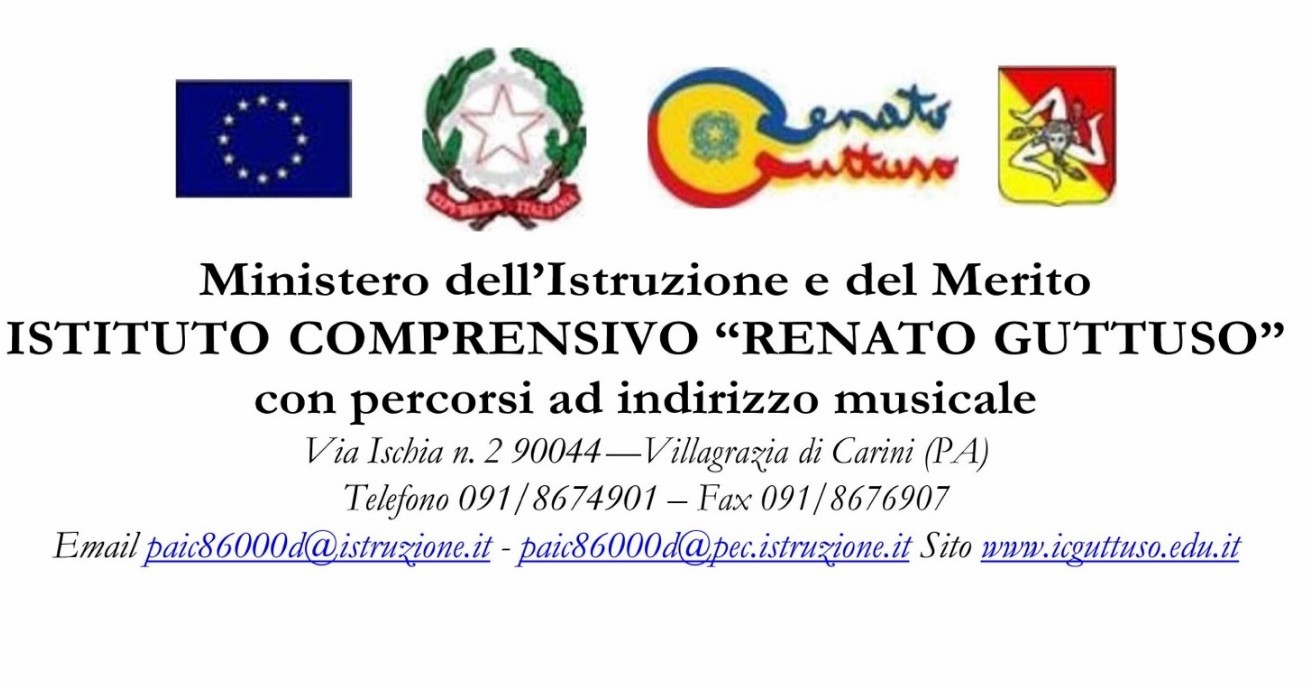 REPVBBLICA ITALIANA
Renato
Guttuso
Ministero dell’Istruzione e del Merito
ISTITUTO COMPRENSIVO “RENATO GUTTUSO”
con percorsi ad indirizzo musicale
Via Ischia n. 2 90044—Villagrazia di Carini (PA)
Telefono 091/8674901 – Fax 091/8676907
Email paic86000d@istruzione.it - paic86000d@pec.istruzione.it Sito www.icguttuso.edu.it